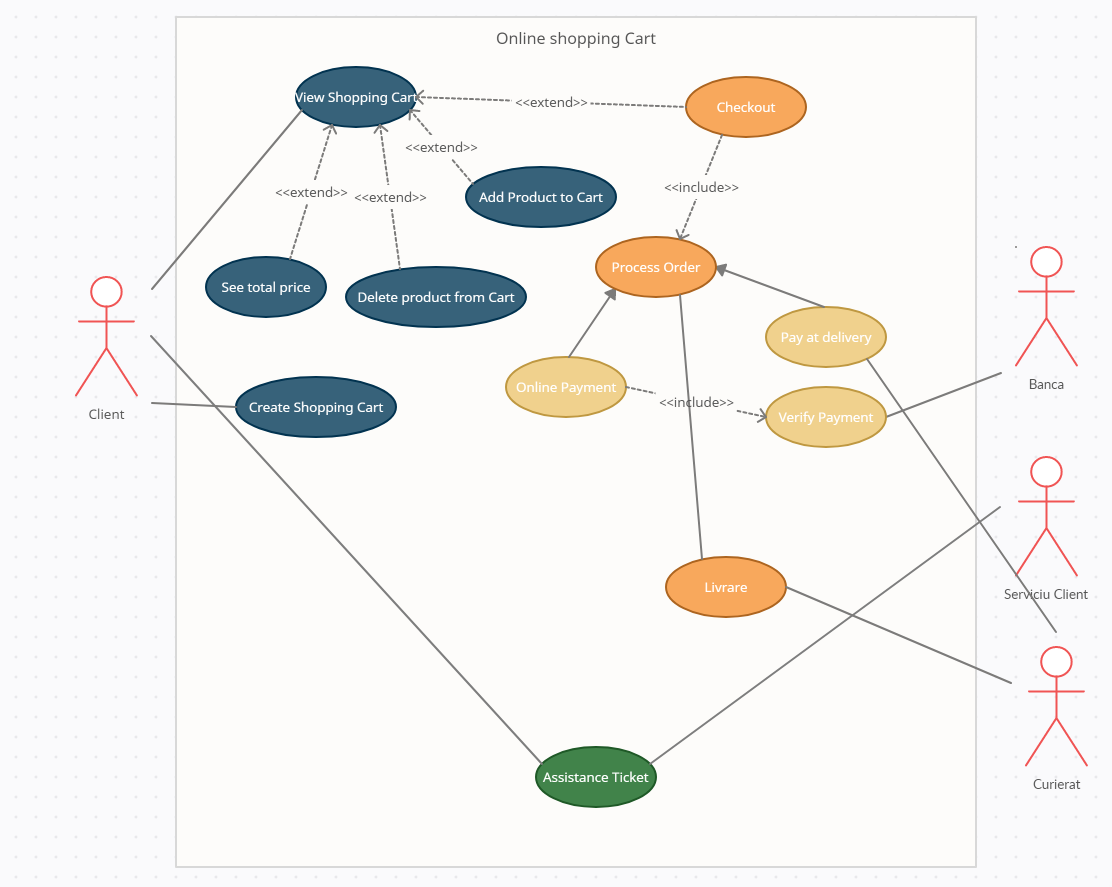 Online shopping Cart
View Shopping Cart
<<extend>>
Checkout
<<extend>>
<<extend>>
<<extend>>
Add Product to Cart
<<include>>
See total price
Delete product from Cart
Process Order
Pay at delivery
Online Payment
<<include>>
Verify Payment
Banca
Client
Create Shopping Cart
Livrare
Serviciu Client
Assistance Ticket
Curierat